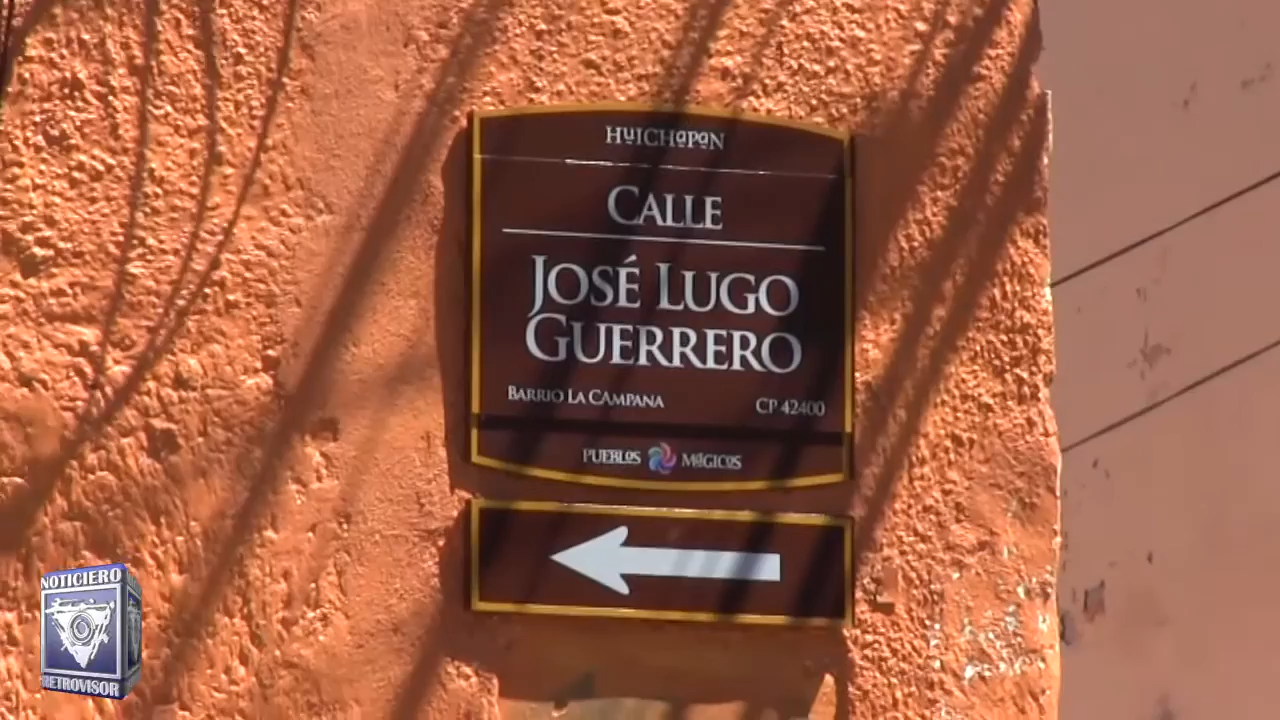 HUICHAPAN
CALLE
JOSÉ LUGO
GUERRERO
BARRIO LA CAMPANA CP 42400
PUEBLOS MÁGICOS
NOTICIERO
RETROVISOR